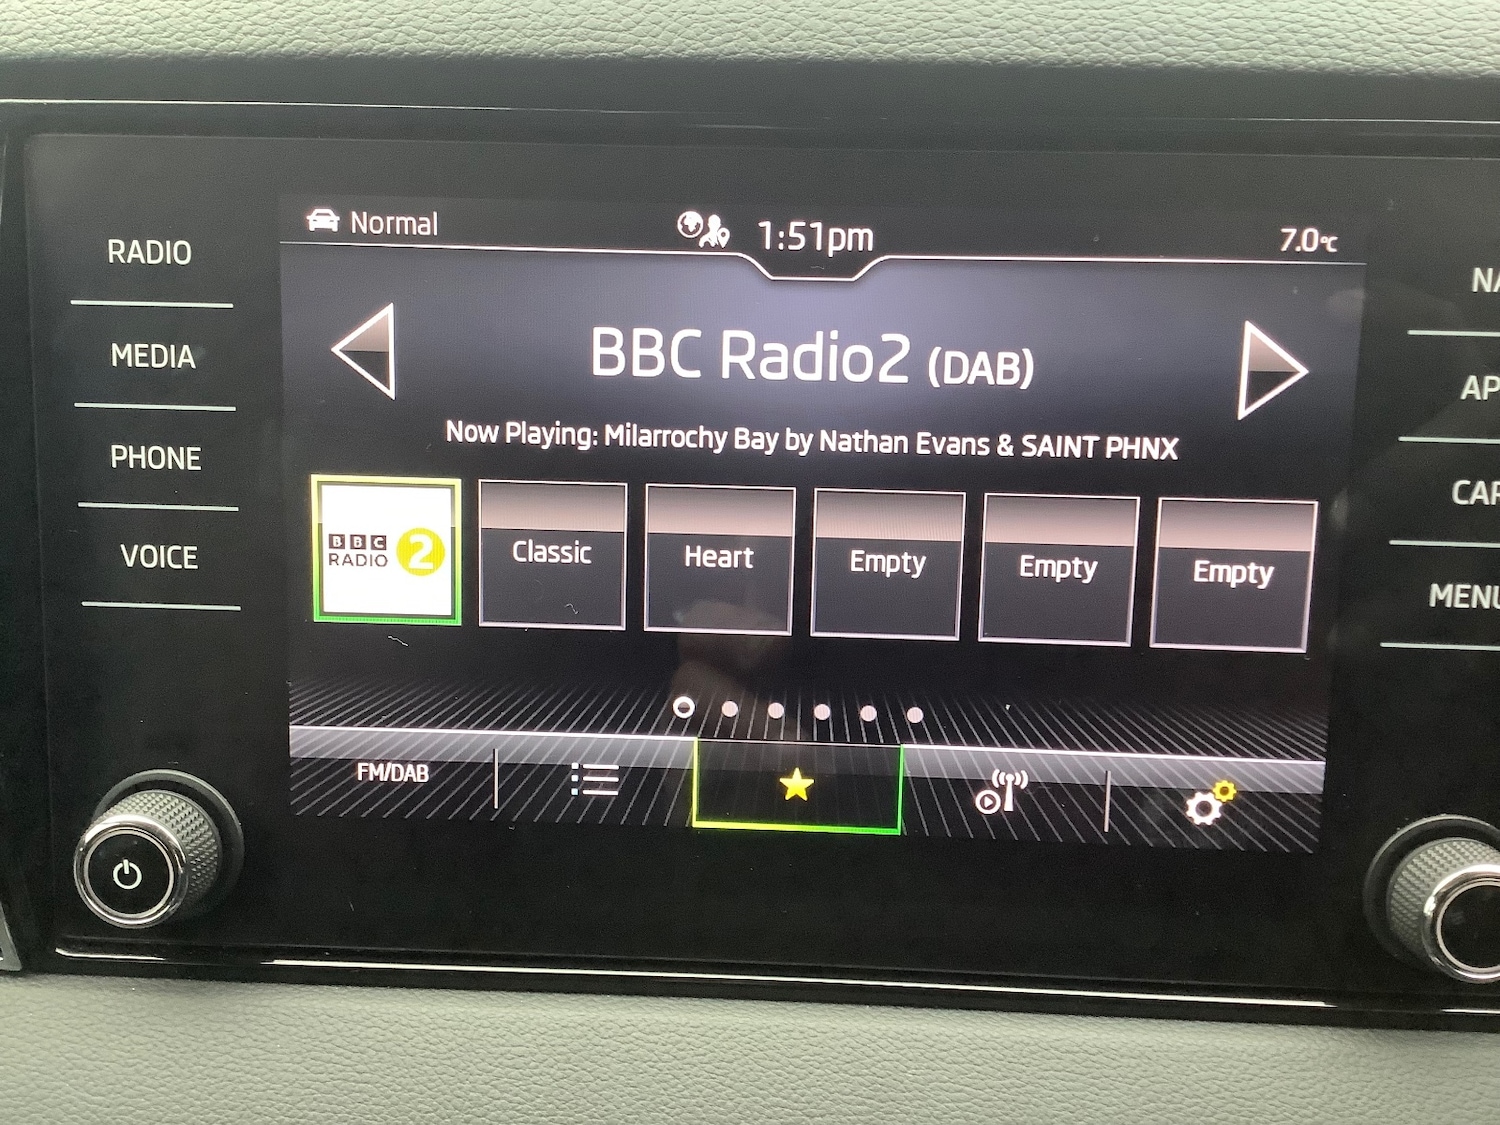 Normal
1:51pm
7.0°C
RADIO
MEDIA
PHONE
VOICE
BBC Radio2 (DAB)
Now Playing: Milarrochy Bay by Nathan Evans & SAINT PHNX
BBC
RADIO 2
Classic
Heart
Empty
Empty
Empty
FM/DAB